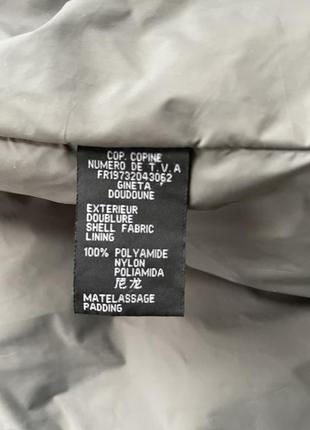 COP. COPINE
NUMERO DE T.V.A
FR19732043062
GINETA
DOUDOUNE
EXTERIEUR
DOUBLURE
SHELL FABRIC
LINING
100% POLYAMIDE
NYLON
POLIAMIDA
尼龙
MATELASSAGE
PADDING